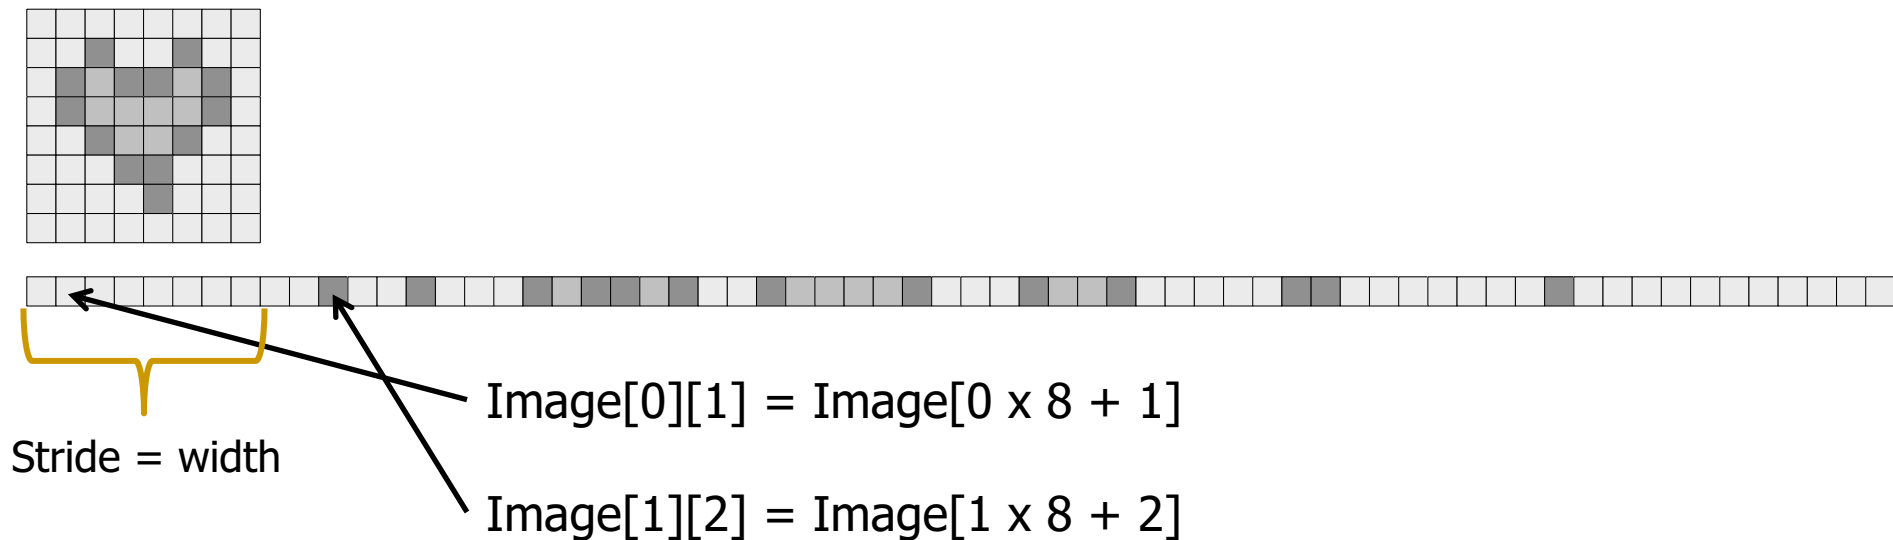 Image[0][1] = Image[0 x 8 + 1]
Stride = width
Image[1][2] = Image[1 x 8 + 2]